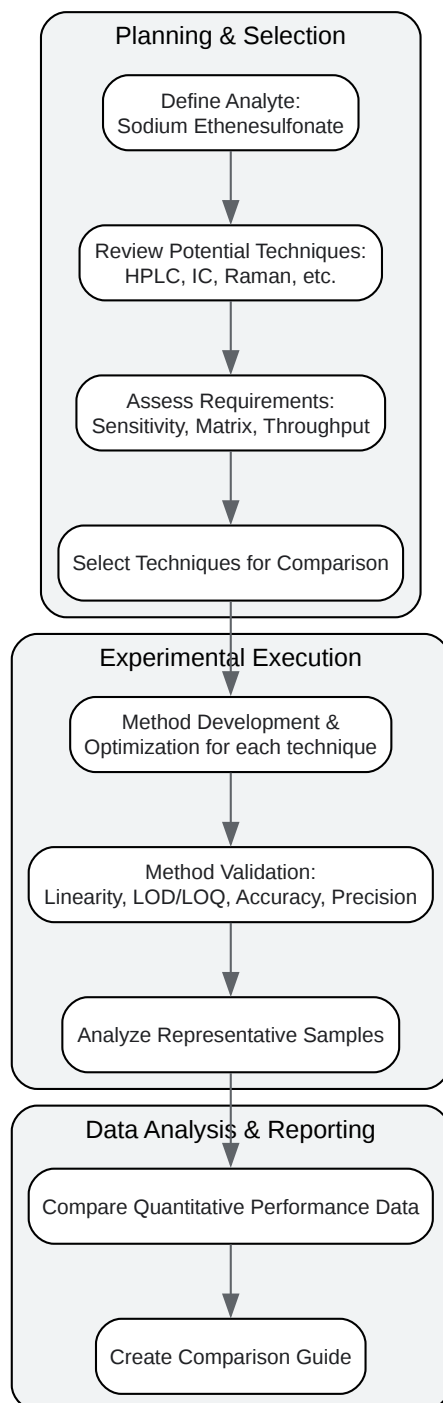 Planning & Selection
Define Analyte:
Sodium Ethenesulfonate
Review Potential Techniques:
HPLC, IC, Raman, etc.
Assess Requirements:
Sensitivity, Matrix, Throughput
Select Techniques for Comparison
Experimental Execution
Method Development &
Optimization for each technique
Method Validation:
Linearity, LOD/LOQ, Accuracy, Precision
Analyze Representative Samples
Data Analysis & Reporting
Compare Quantitative Performance Data
Create Comparison Guide